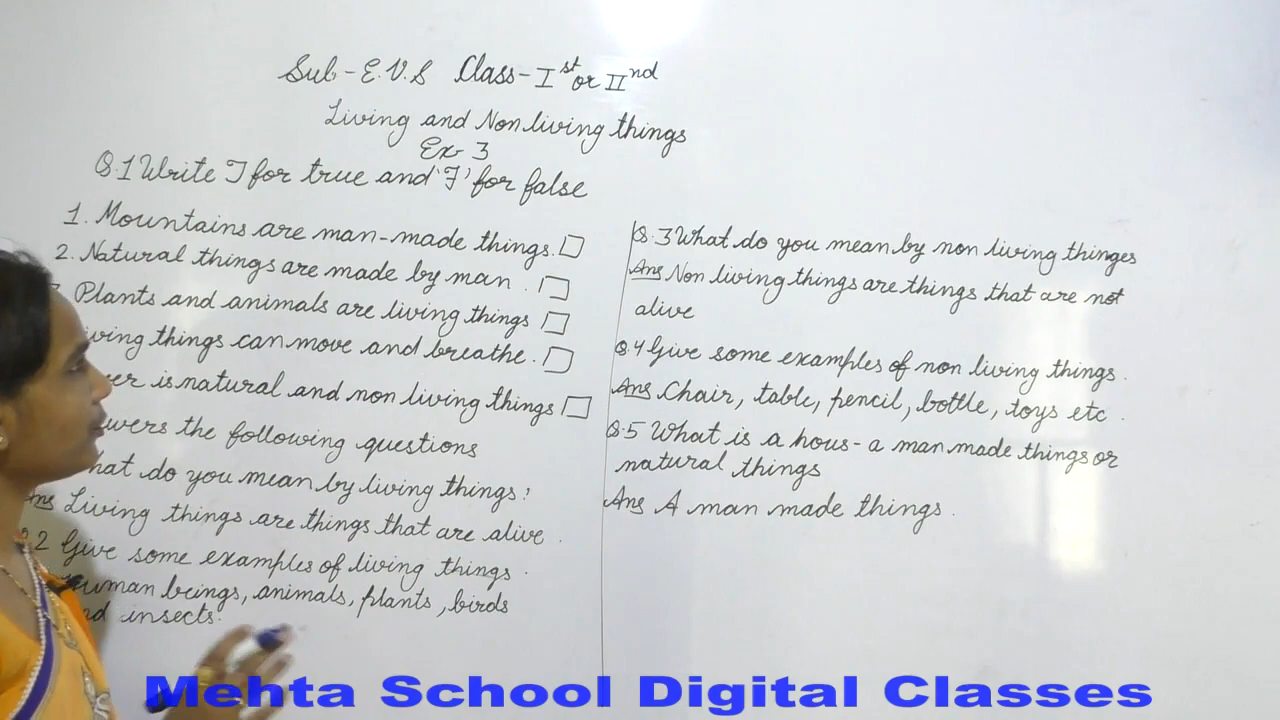 Sub - E.V.S Class - Ist or IInd
Living and Non living things
Ex- 3
Q.1 Write T for true and 'F' for false
1. Mountains are man-made things.
2. Natural things are made by man.
Plants and animals are living things
things can move and breathe.
is natural and non living things
the following questions
do you mean by living things?
Ans Living things are things that are alive.
2 Give some examples of living things.
beings, animals, plants, birds
insects.
Q.3 What do you mean by non living thinges
Ans Non living things are things that are not
alive
Q.4 Give some examples of non living things.
Ans Chair, table, pencil, bottle, toys etc.
Q.5 What is a hous - a man made things or
natural things
Ans A man made things.
Mehta School Digital Classes